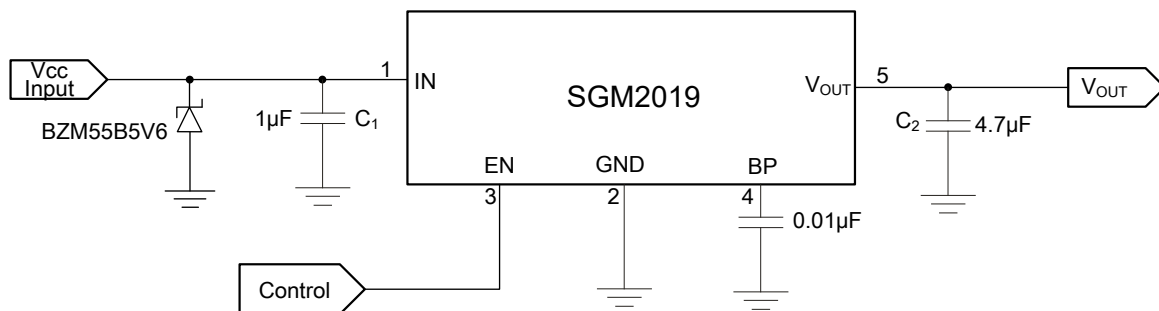 Vcc
Input
BZM55B5V6
1µF
C1
1
IN
SGM2019
VOUT
5
EN
GND
BP
3
2
4
0.01µF
C2
4.7µF
VOUT
Control